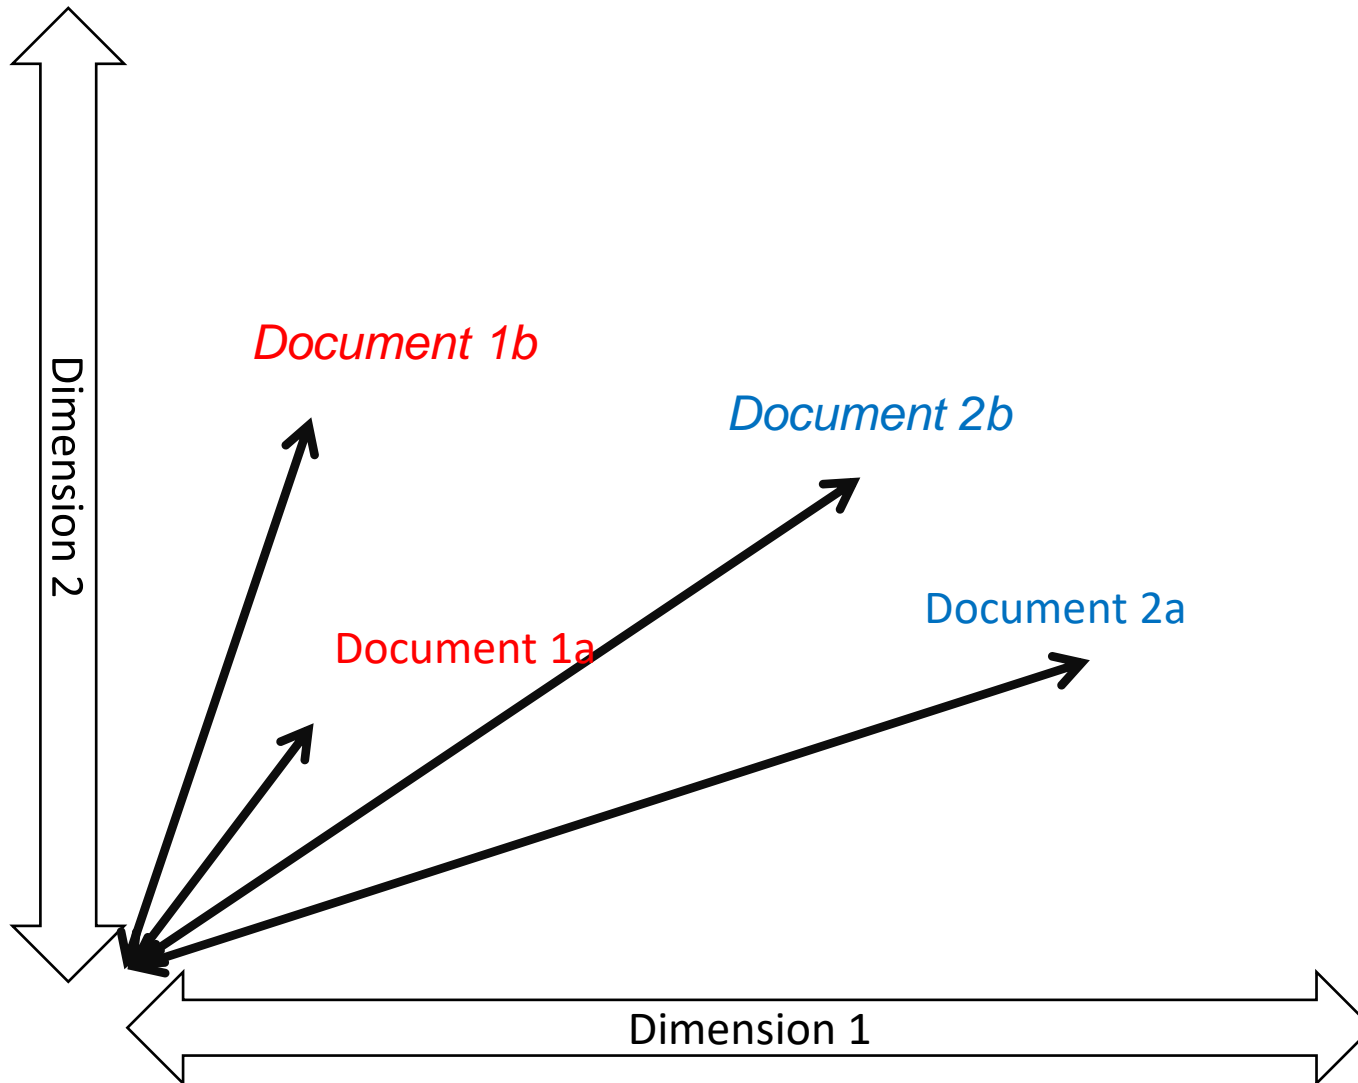 Document 1b
Document 2b
Dimension 2
Document 2a
Document 1a
Dimension 1